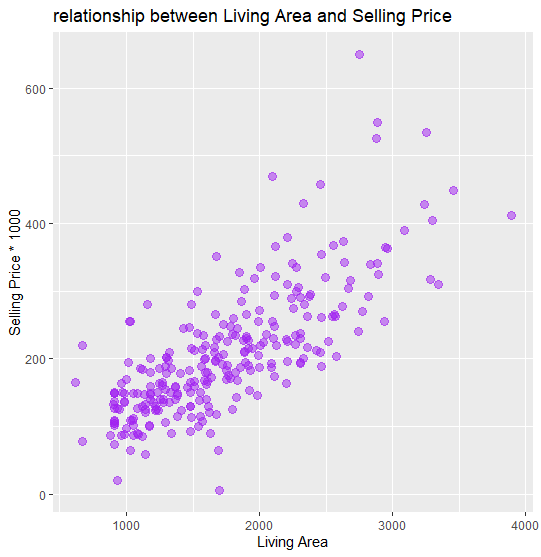 relationship between Living Area and Selling Price
600
400
200
0
Selling Price * 1000
1000 2000 3000 4000
Living Area